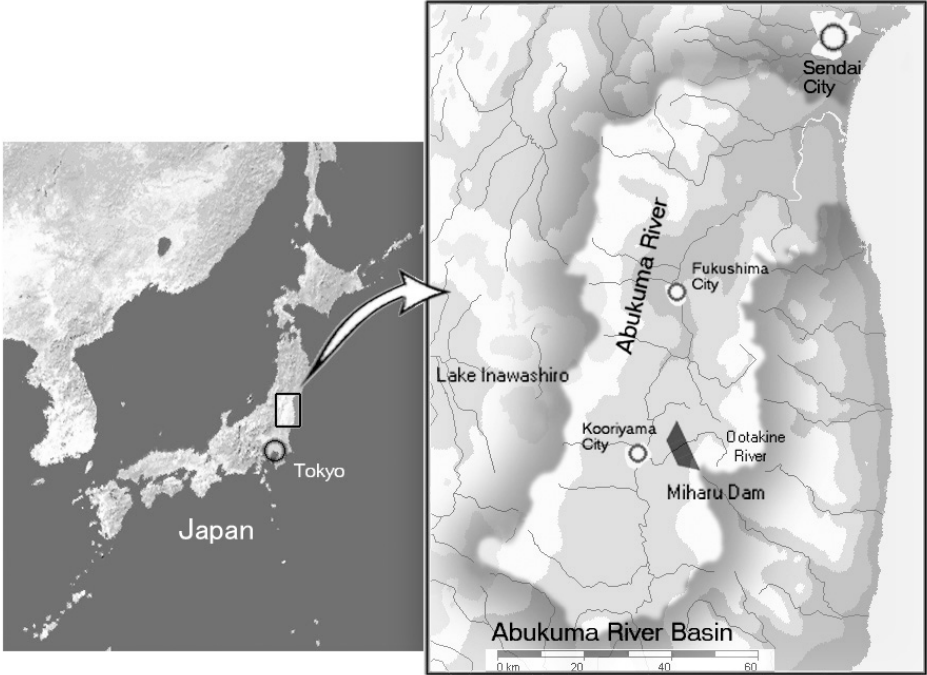 Sendai
City
Abukuma River
Fukushima
City
Lake Inawashiro
Kooriyama
City
Ootakine
River
Miharu Dam
Tokyo
Japan
Abukuma River Basin
0 km 20 40 60